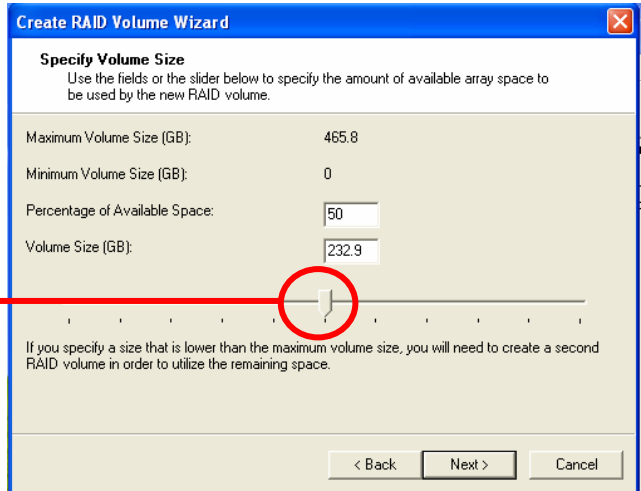 Create RAID Volume Wizard
Specify Volume Size
Use the fields or the slider below to specify the amount of available array space to
be used by the new RAID volume.
Maximum Volume Size (GB): 465.8
Minimum Volume Size (GB): 0
Percentage of Available Space: 50
Volume Size (GB): 232.9
If you specify a size that is lower than the maximum volume size, you will need to create a second
RAID volume in order to utilize the remaining space.
< Back Next > Cancel